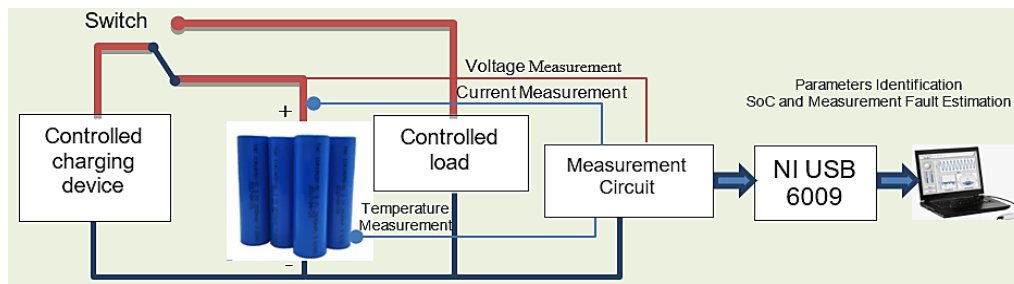 Switch
Voltage Measurement
Current Measurement
Parameters Identification
SoC and Measurement Fault Estimation
+
Controlled
charging
device
Controlled
load
Measurement
Circuit
NI USB
6009
Temperature
Measurement
-